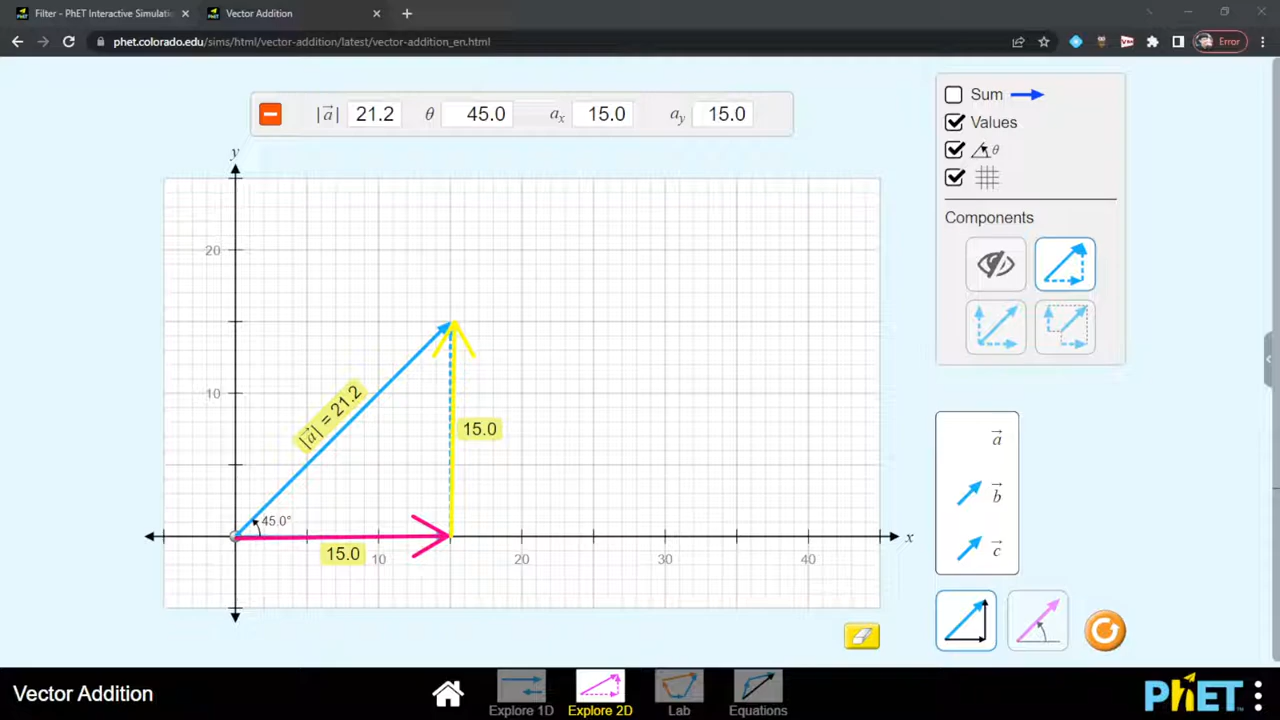 Filter - PhET Interactive Simulatio
Vector Addition
phet.colorado.edu/sims/html/vector-addition/latest/vector-addition_en.html
Error
|a⃗| 21.2 θ 45.0 aₓ 15.0 aᵧ 15.0
Sum
Values
θ
Components
y
20
10
|a⃗| = 21.2
15.0
45.0°
15.0
10 20 30 40
x
a⃗
b⃗
c⃗
Vector Addition
Explore 1D
Explore 2D
Lab
Equations
PhET